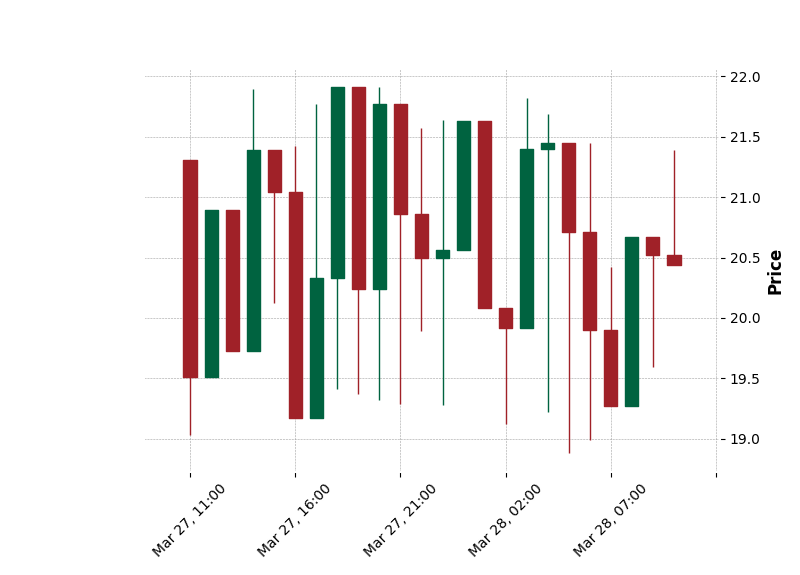 22.0
21.5
21.0
20.5
20.0
19.5
19.0
Price
Mar 27, 11:00
Mar 27, 16:00
Mar 27, 21:00
Mar 28, 02:00
Mar 28, 07:00